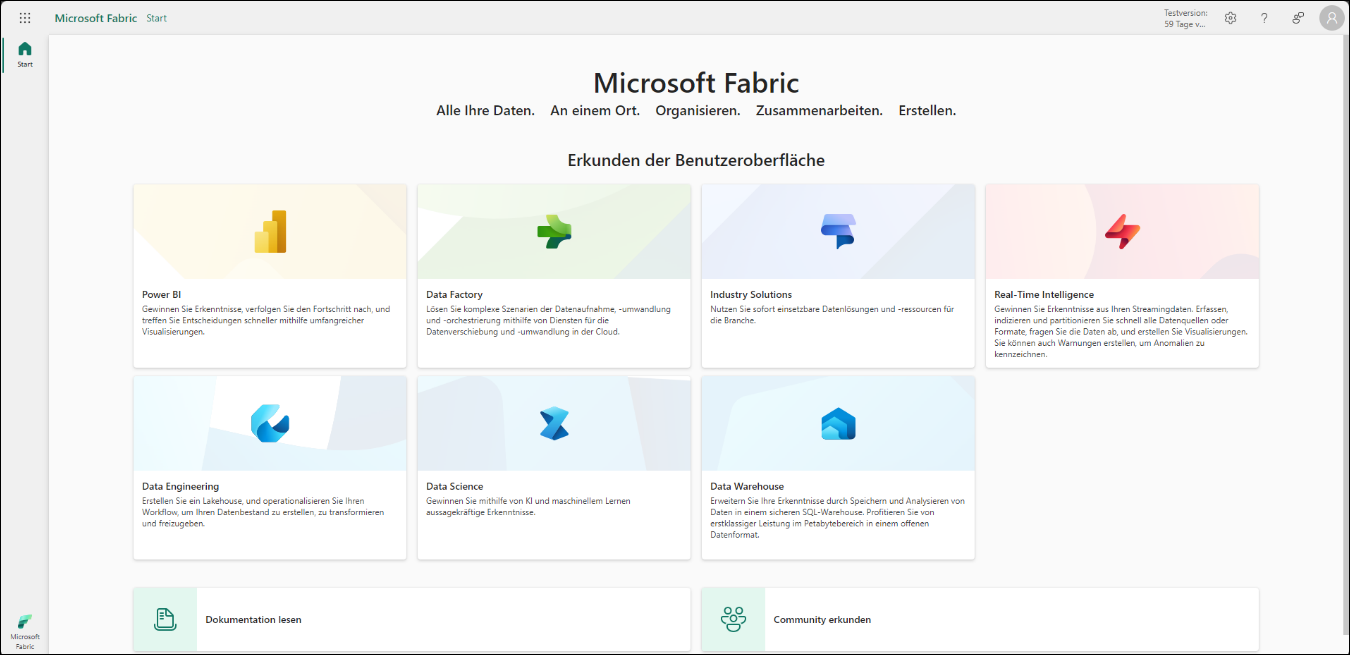 Microsoft Fabric Start
Testversion:
59 Tage v...
?
Start
Microsoft Fabric
Alle Ihre Daten. An einem Ort. Organisieren. Zusammenarbeiten. Erstellen.
Erkunden der Benutzeroberfläche
Power BI
Gewinnen Sie Erkenntnisse, verfolgen Sie den Fortschritt nach, und
treffen Sie Entscheidungen schneller mithilfe umfangreicher
Visualisierungen.
Data Factory
Lösen Sie komplexe Szenarien der Datenaufnahme, -umwandlung
und -orchestrierung mithilfe von Diensten für die
Datenverschiebung und -umwandlung in der Cloud.
Industry Solutions
Nutzen Sie sofort einsetzbare Datenlösungen und -ressourcen für
die Branche.
Real-Time Intelligence
Gewinnen Sie Erkenntnisse aus Ihren Streamingdaten. Erfassen,
indizieren und partitionieren Sie schnell alle Datenquellen oder
Formate, fragen Sie die Daten ab, und erstellen Sie Visualisierungen.
Sie können auch Warnungen erstellen, um Anomalien zu
kennzeichnen.
Data Engineering
Erstellen Sie ein Lakehouse, und operationalisieren Sie Ihren
Workflow, um Ihren Datenbestand zu erstellen, zu transformieren
und freizugeben.
Data Science
Gewinnen Sie mithilfe von KI und maschinellem Lernen
aussagekräftige Erkenntnisse.
Data Warehouse
Erweitern Sie Ihre Erkenntnisse durch Speichern und Analysieren von
Daten in einem sicheren SQL-Warehouse. Profitieren Sie von
erstklassiger Leistung im Petabytebereich in einem offenen
Datenformat.
Dokumentation lesen
Community erkunden
Microsoft
Fabric